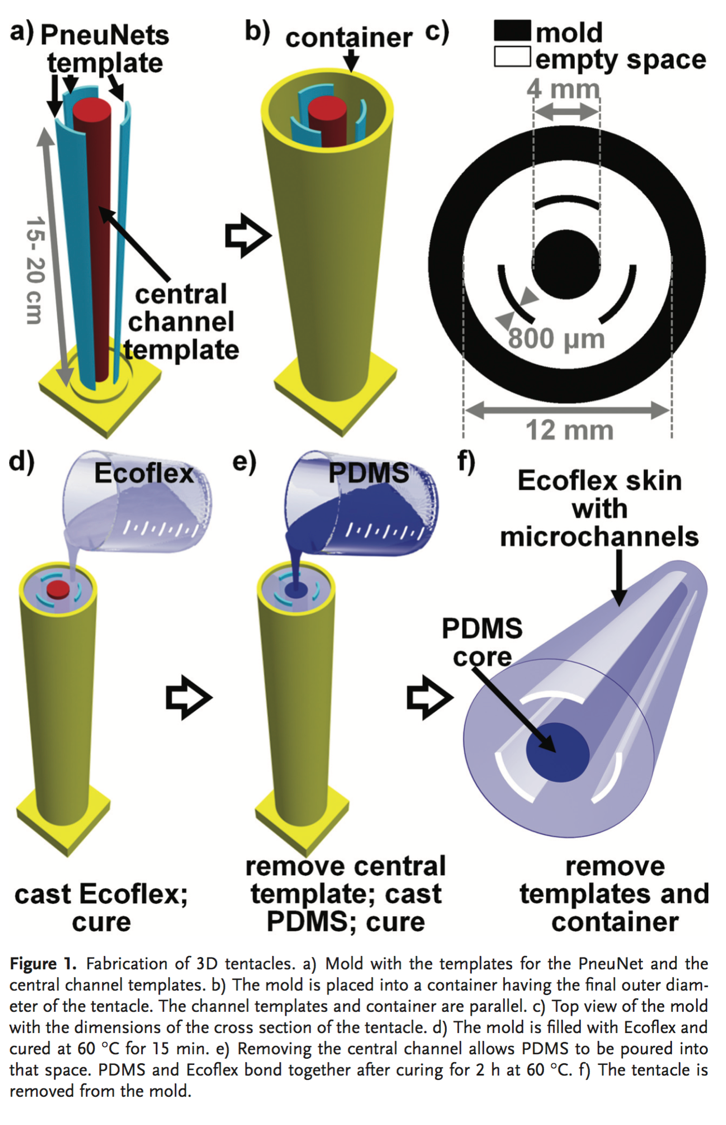 a) PneuNets
template
15- 20 cm
central
channel
template
b) container
c)
mold
empty space
4 mm
800 µm
12 mm
d)
Ecoflex
cast Ecoflex;
cure
e)
PDMS
remove central
template; cast
PDMS; cure
f)
Ecoflex skin
with
microchannels
PDMS
core
remove
templates and
container
Figure 1. Fabrication of 3D tentacles. a) Mold with the templates for the PneuNet and the
central channel templates. b) The mold is placed into a container having the final outer diam-
eter of the tentacle. The channel templates and container are parallel. c) Top view of the mold
with the dimensions of the cross section of the tentacle. d) The mold is filled with Ecoflex and
cured at 60 °C for 15 min. e) Removing the central channel allows PDMS to be poured into
that space. PDMS and Ecoflex bond together after curing for 2 h at 60 °C. f) The tentacle is
removed from the mold.